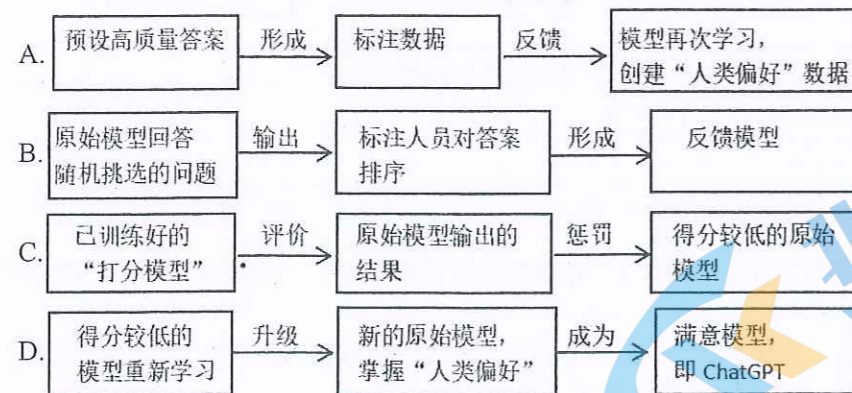 A. 预设高质量答案 形成 标注数据 反馈 模型再次学习,
创建“人类偏好”数据
B. 原始模型回答 输出 标注人员对答案 形成 反馈模型
随机挑选的问题 排序
C. 已训练好的 评价 原始模型输出的 惩罚 得分较低的原始
“打分模型” 结果 模型
D. 得分较低的 升级 新的原始模型, 成为 满意模型,
模型重新学习 掌握“人类偏好” 即 ChatGPT